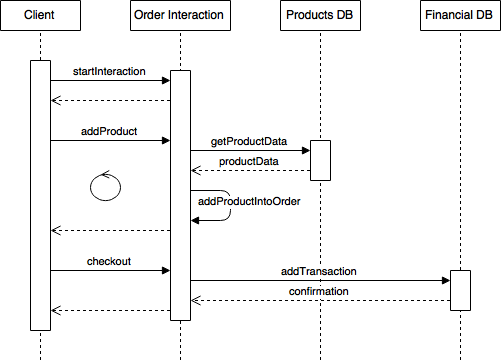 Client
Order Interaction
Products DB
Financial DB
startInteraction
addProduct
getProductData
productData
addProductIntoOrder
checkout
addTransaction
confirmation